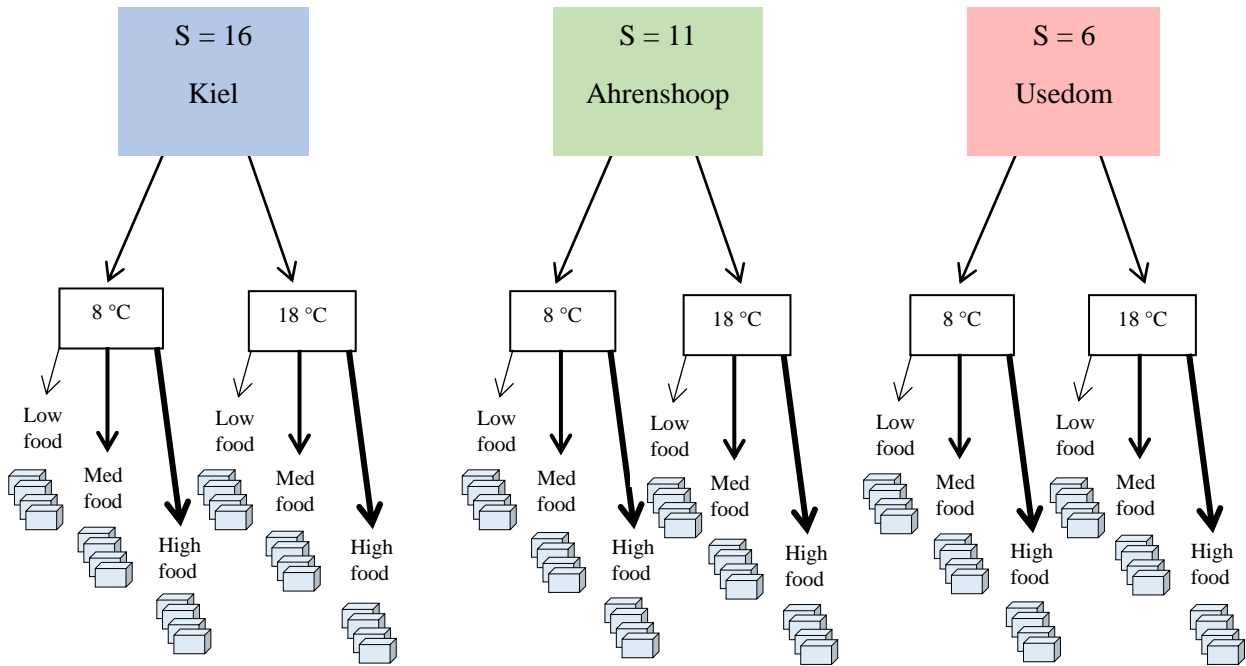 S = 16
Kiel
S = 11
Ahrenshoop
S = 6
Usedom
8 °C
18 °C
8 °C
18 °C
8 °C
18 °C
Low
food
Med
food
High
food
Low
food
Med
food
High
food
Low
food
Med
food
High
food
Low
food
Med
food
High
food
Low
food
Med
food
High
food
Low
food
Med
food
High
food